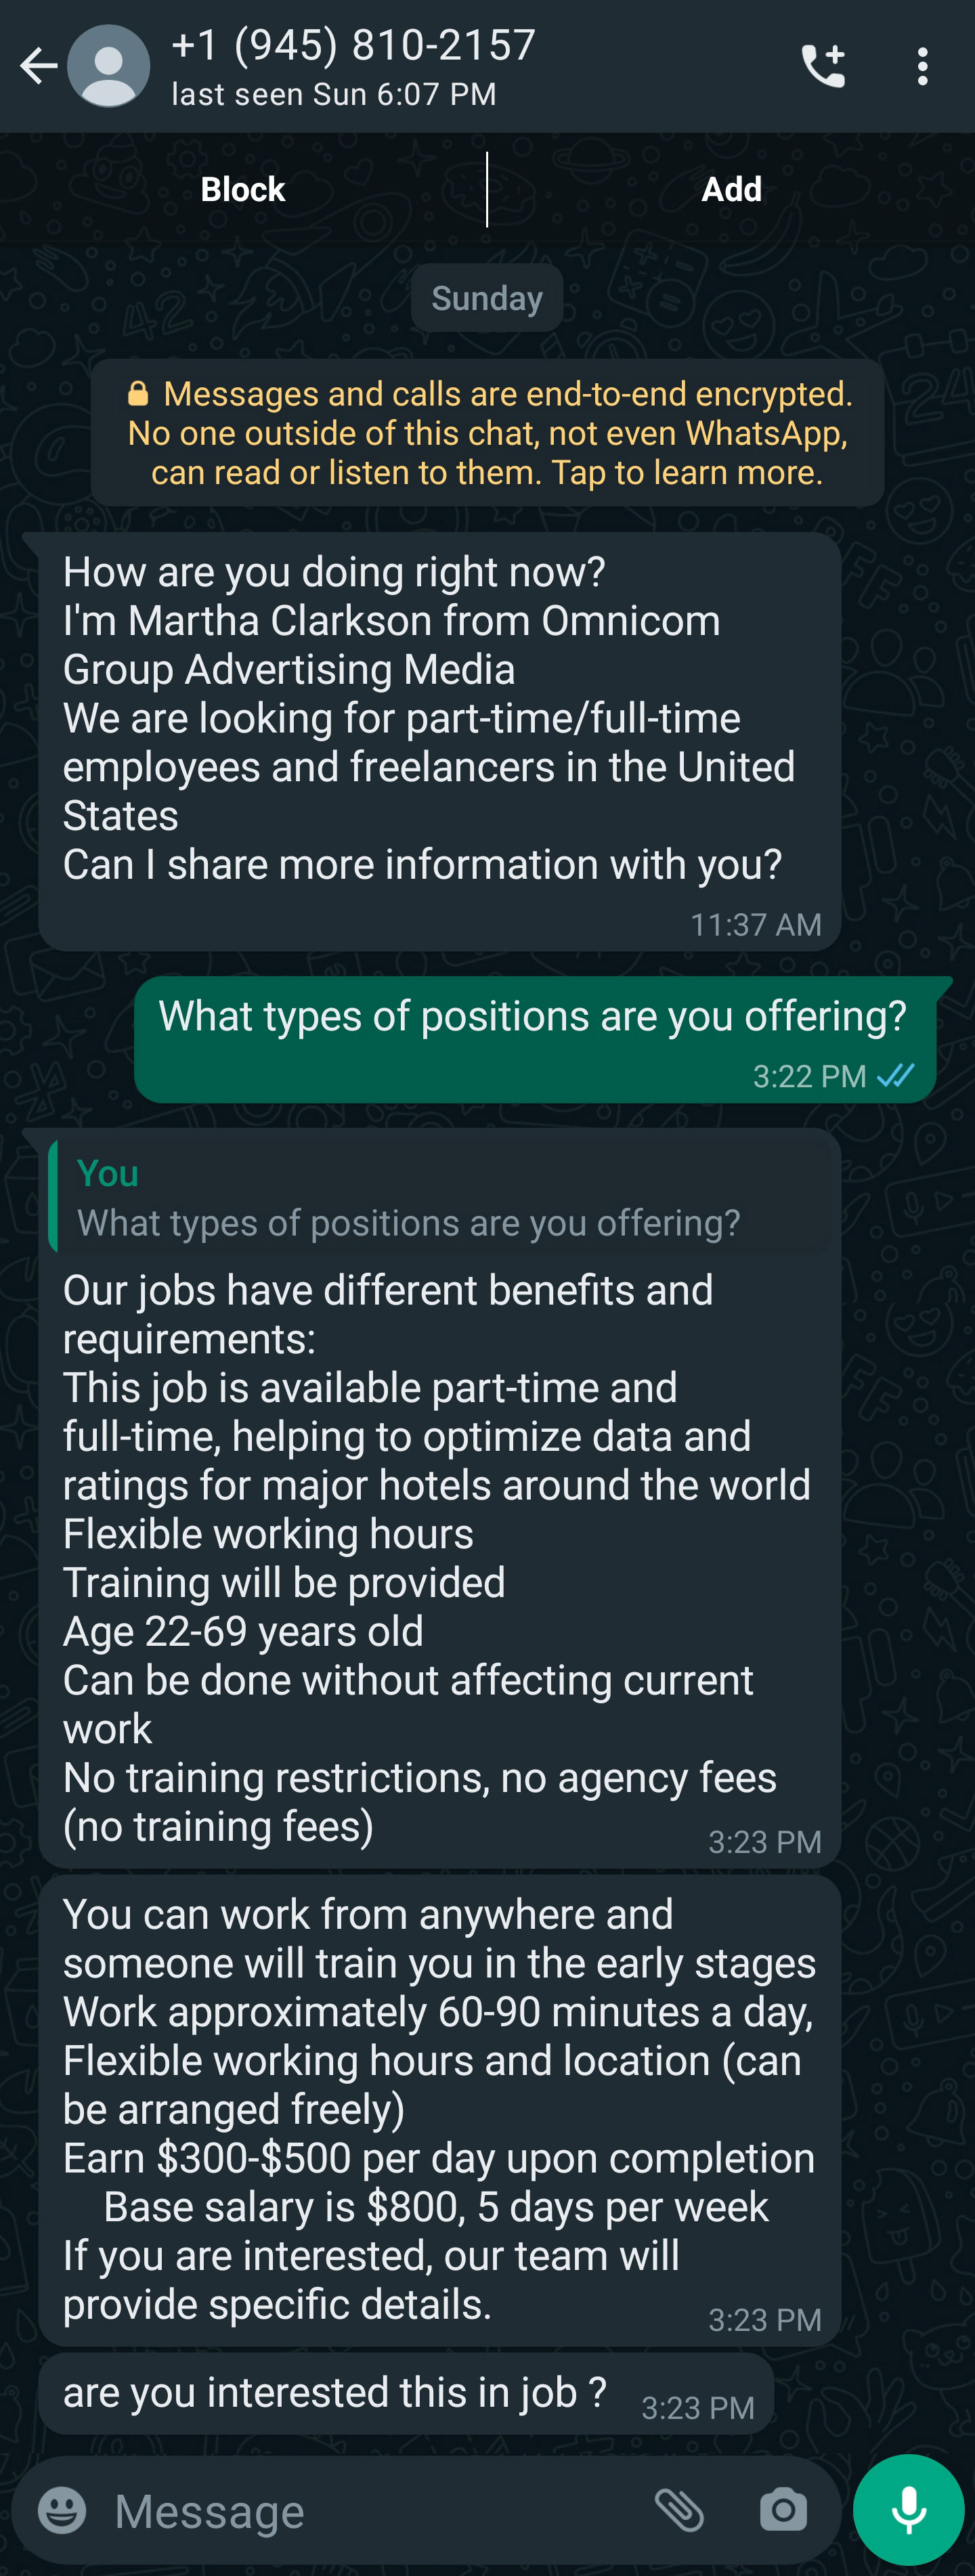 +1 (945) 810-2157
last seen Sun 6:07 PM
Block
Add
Sunday
Messages and calls are end-to-end encrypted.
No one outside of this chat, not even WhatsApp,
can read or listen to them. Tap to learn more.
How are you doing right now?
I'm Martha Clarkson from Omnicom
Group Advertising Media
We are looking for part-time/full-time
employees and freelancers in the United
States
Can I share more information with you?
11:37 AM
What types of positions are you offering?
3:22 PM
You
What types of positions are you offering?
Our jobs have different benefits and
requirements:
This job is available part-time and
full-time, helping to optimize data and
ratings for major hotels around the world
Flexible working hours
Training will be provided
Age 22-69 years old
Can be done without affecting current
work
No training restrictions, no agency fees
(no training fees)
3:23 PM
You can work from anywhere and
someone will train you in the early stages
Work approximately 60-90 minutes a day,
Flexible working hours and location (can
be arranged freely)
Earn $300-$500 per day upon completion
Base salary is $800, 5 days per week
If you are interested, our team will
provide specific details.
3:23 PM
are you interested this in job ?
3:23 PM
Message